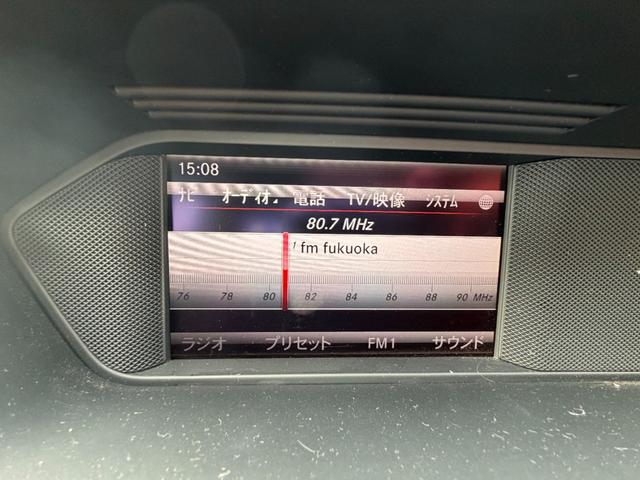 15:08
ナビ オーディオ 電話 TV/映像 システム
80.7 MHz
1 fm fukuoka
76 78 80 82 84 86 88 90 MHz
ラジオ プリセット FM1 サウンド